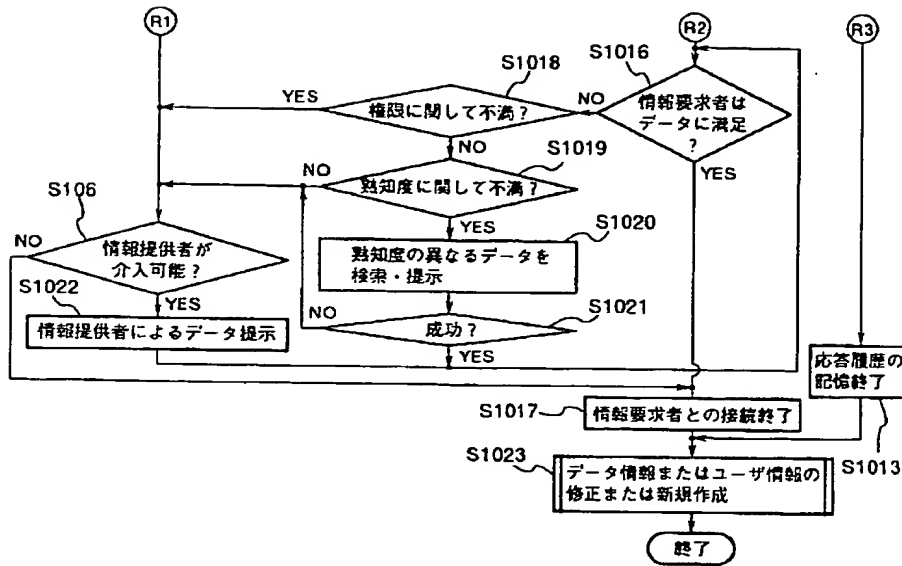 R1
R2
R3
S1018
S1016
YES
権限に関して不満?
NO
情報要求者は
データに満足
?
NO
S1019
YES
NO
熟知度に関して不満?
S106
YES
S1020
NO
情報提供者が
介入可能?
熟知度の異なるデータを
検索・提示
S1022
YES
NO
S1021
成功?
情報提供者によるデータ提示
YES
応答履歴の
記憶終了
S1017
情報要求者との接続終了
S1013
S1023
データ情報またはユーザ情報の
修正または新規作成
終了